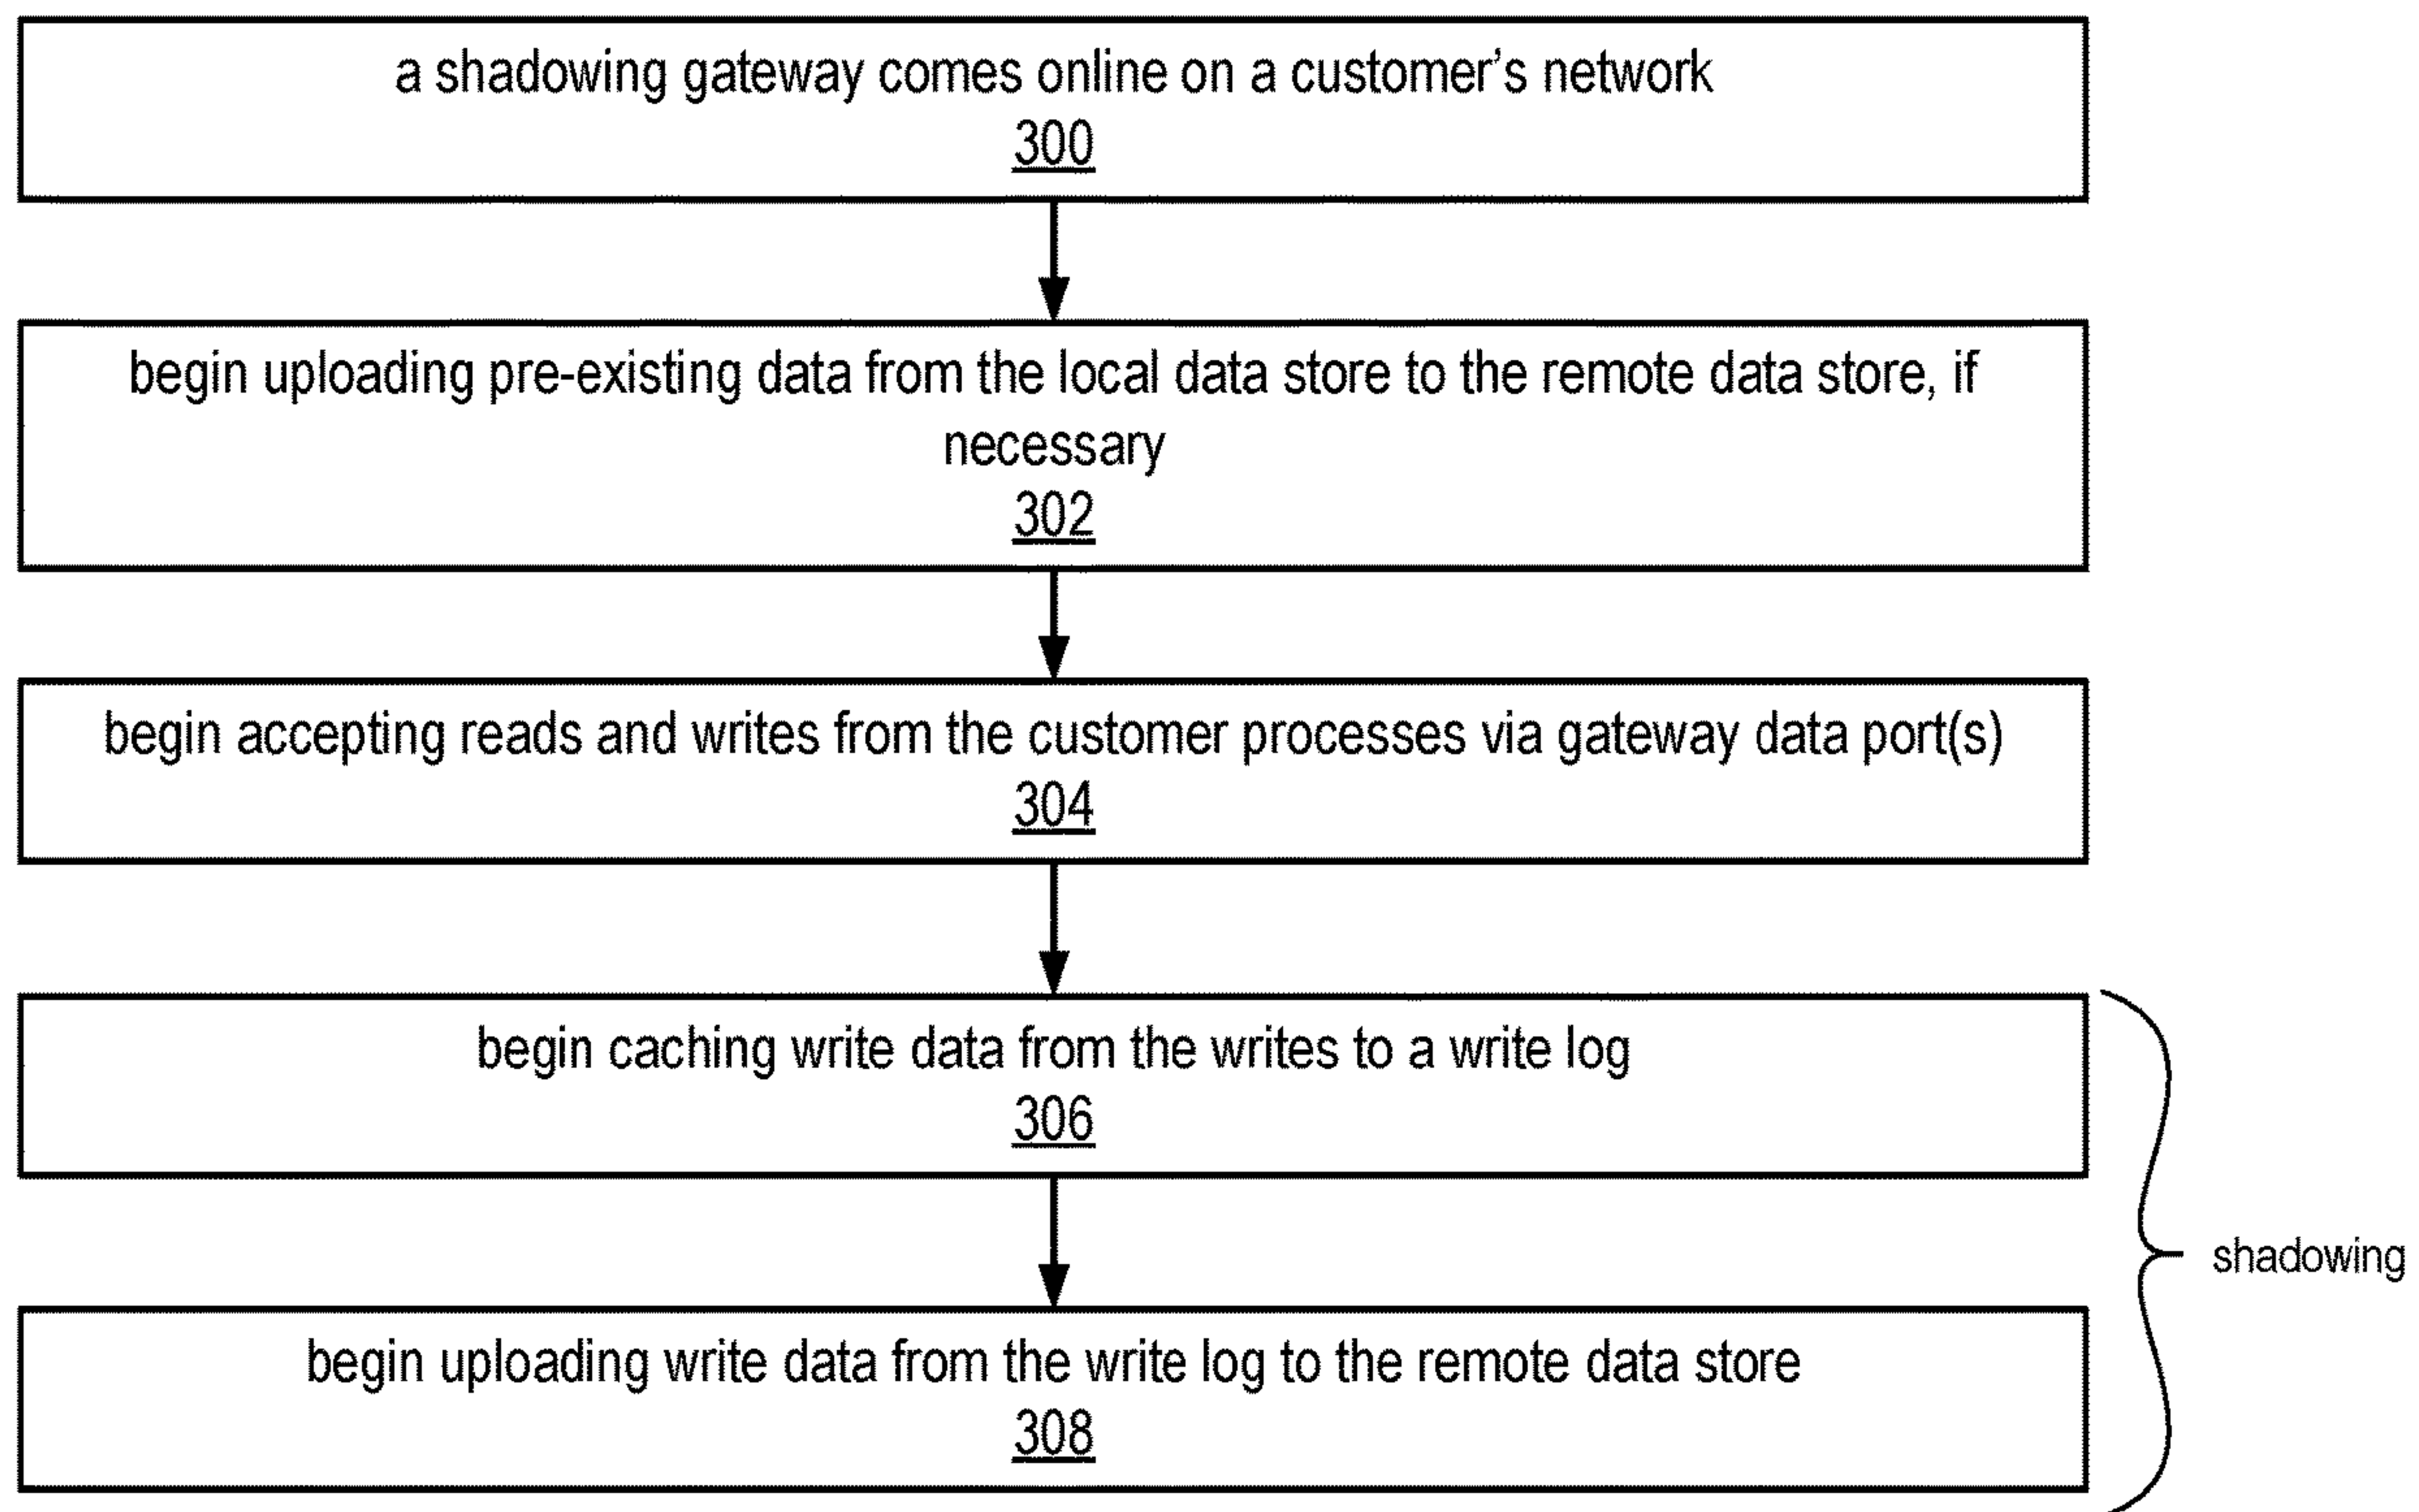 a shadowing gateway comes online on a customer's network
300
begin uploading pre-existing data from the local data store to the remote data store, if
necessary
302
begin accepting reads and writes from the customer processes via gateway data port(s)
304
begin caching write data from the writes to a write log
306
shadowing
begin uploading write data from the write log to the remote data store
308